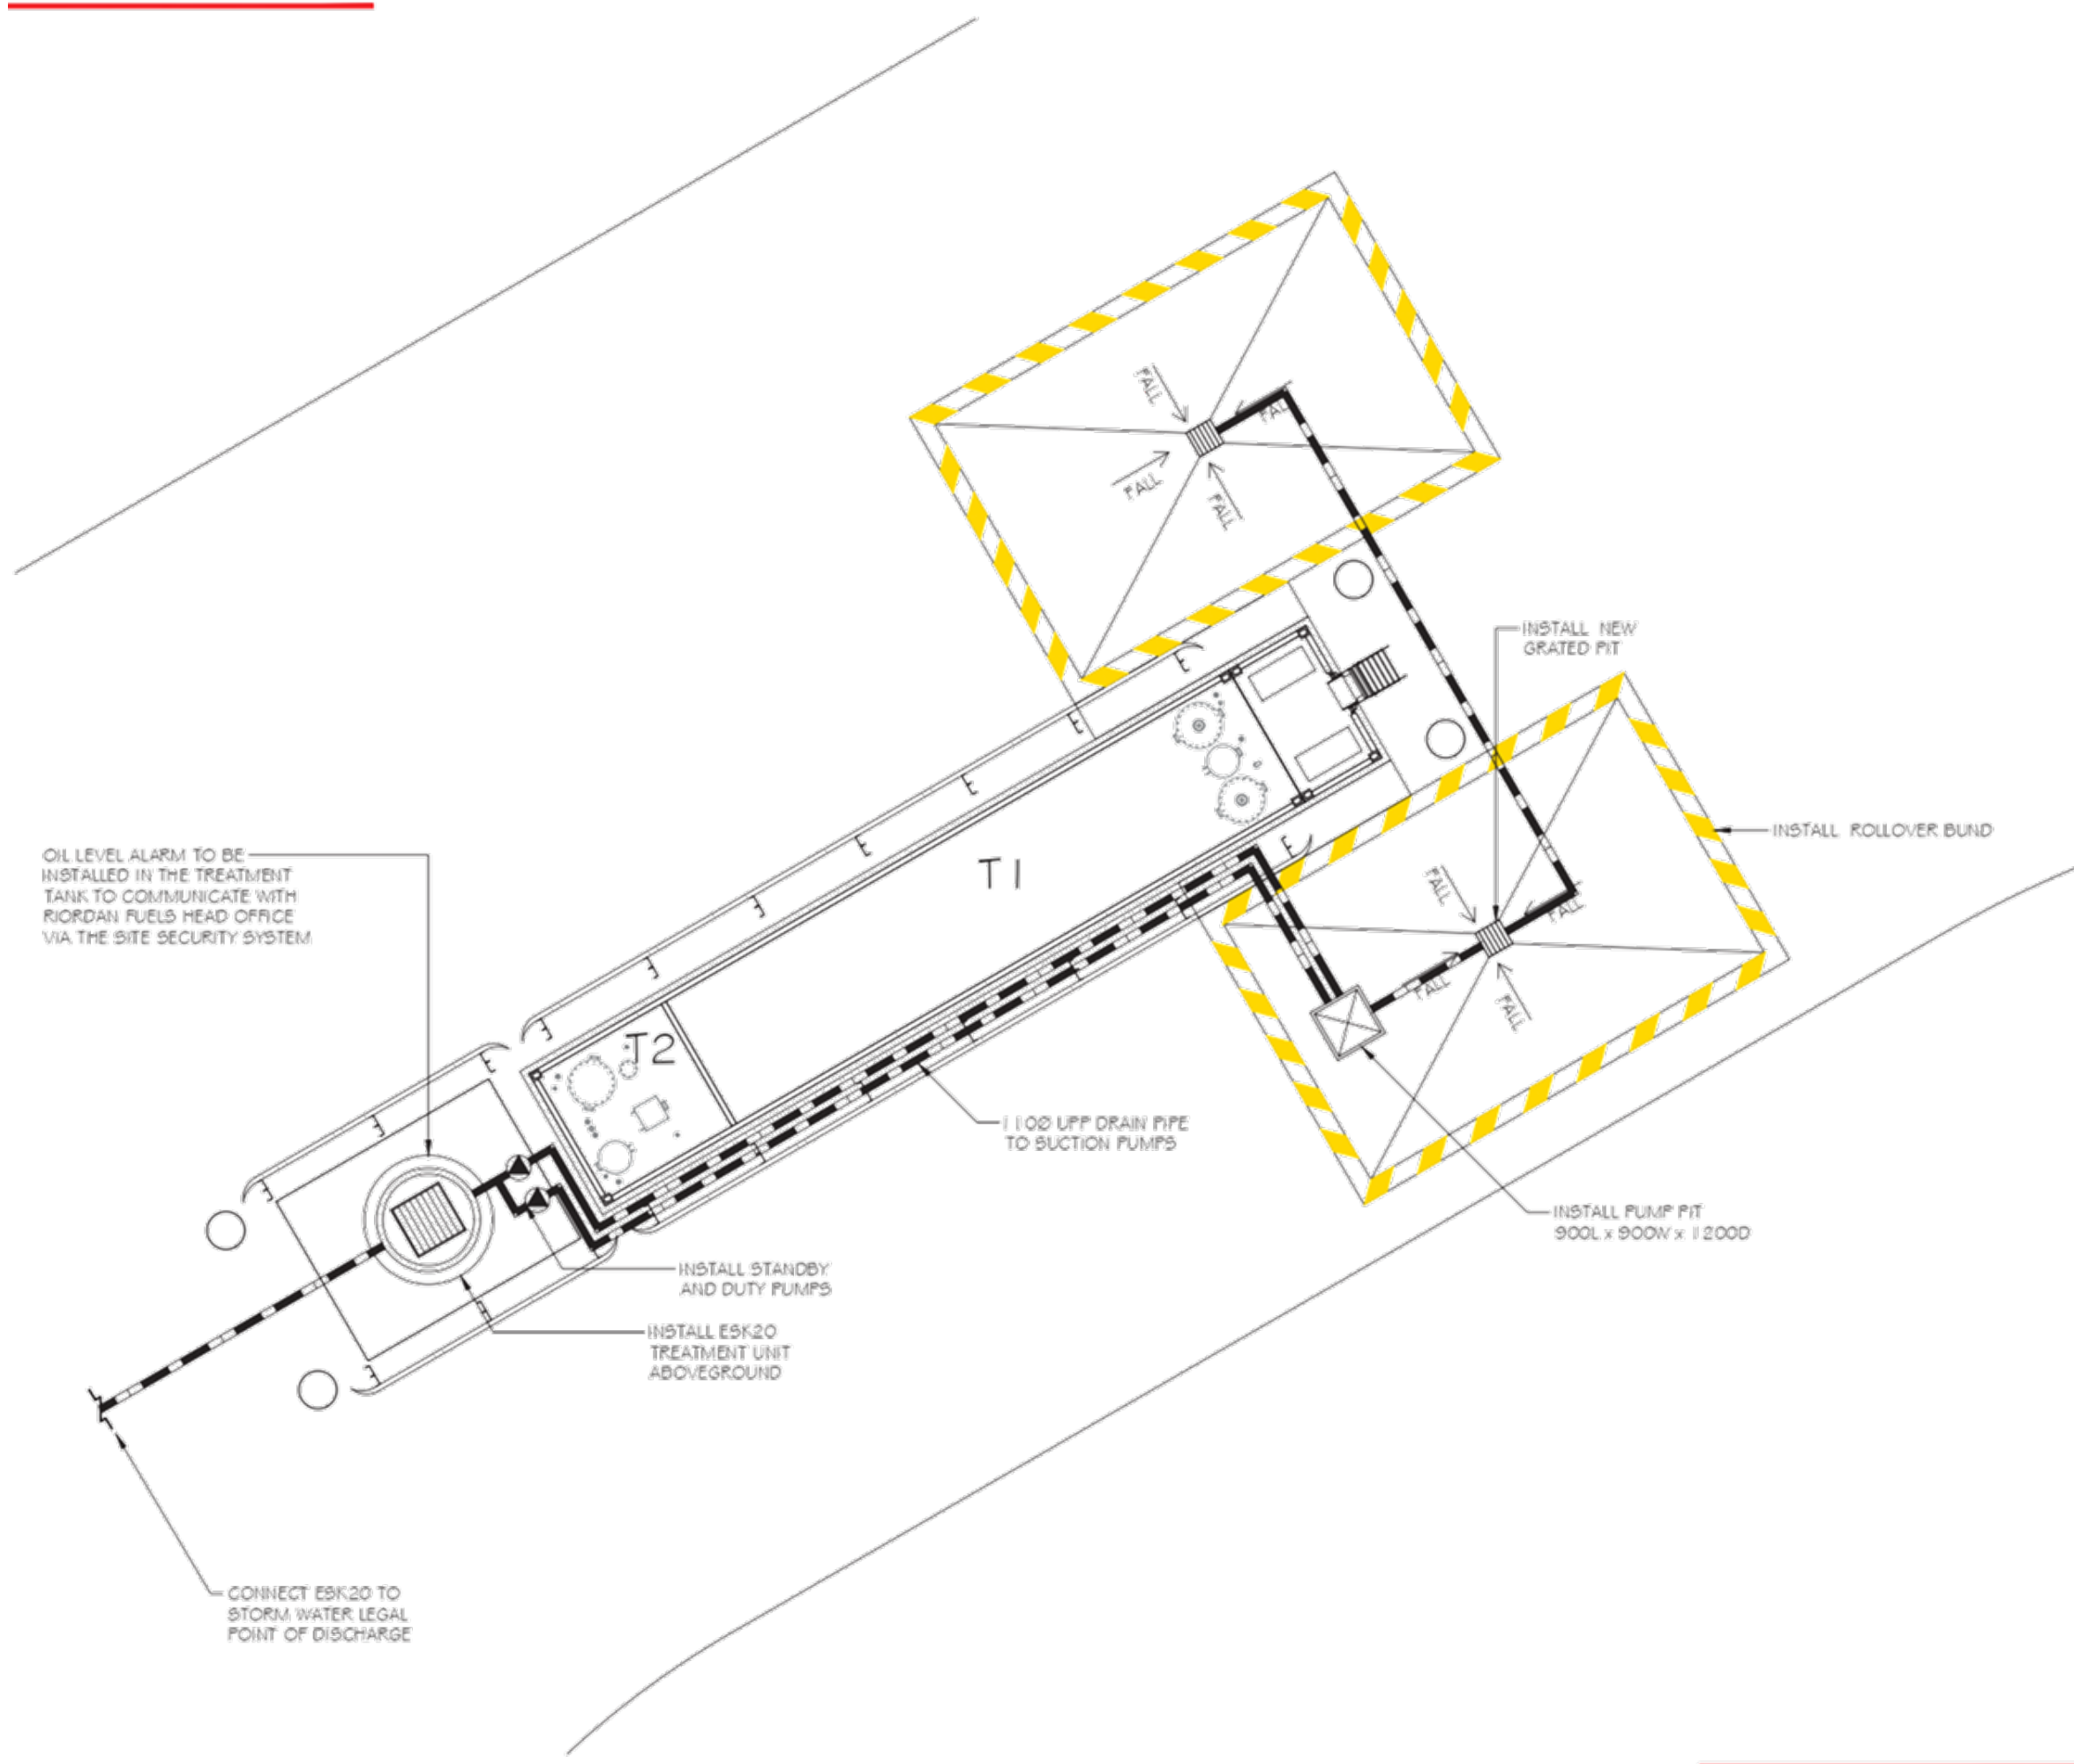 FALL
FALL
FALL
FALL
INSTALL NEW
GRATED PIT
INSTALL ROLLOVER BUND
T1
OIL LEVEL ALARM TO BE
INSTALLED IN THE TREATMENT
TANK TO COMMUNICATE WITH
RIORDAN FUELS HEAD OFFICE
VIA THE SITE SECURITY SYSTEM
FALL
FALL
FALL
FALL
T2
UPP DRAIN PIPE
TO SUCTION PUMPS
INSTALL PUMP PIT
900L x 900W x 1200D
INSTALL STANDBY
AND DUTY PUMPS
INSTALL ESK20
TREATMENT UNIT
ABOVEGROUND
CONNECT ESK20 TO
STORM WATER LEGAL
POINT OF DISCHARGE